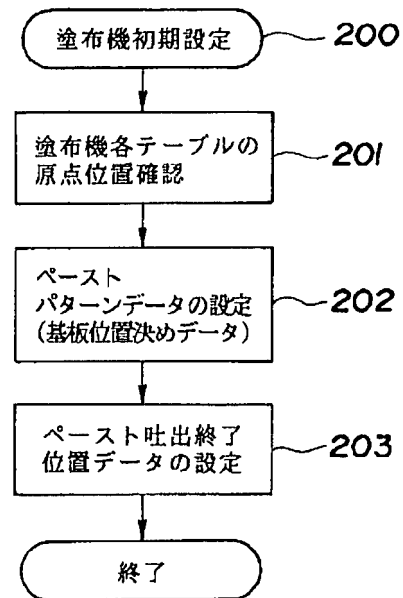 塗布機初期設定
200
塗布機各テーブルの
原点位置確認
201
ペースト
パターンデータの設定
(基板位置決めデータ)
202
ペースト吐出終了
位置データの設定
203
終了